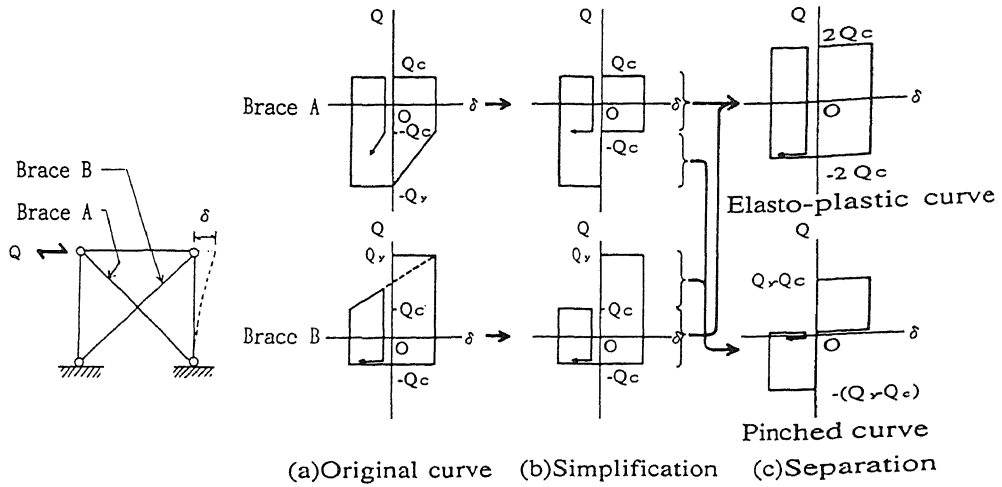 Q
Q
Q
Qc
Qc
2Qc
Brace A
δ
δ
δ
O
O
O
-Qc
-Qc
-2Qc
-Qy
Elasto-plastic curve
Brace B
Brace A
δ
Q
Q
Q
Q
Qy
Qy
Qy-Qc
Qc
Qc
Bracc B
δ
δ
δ
O
O
O
-Qc
-Qc
-(Qy-Qc)
Pinched curve
(a)Original curve (b)Simplification (c)Separation